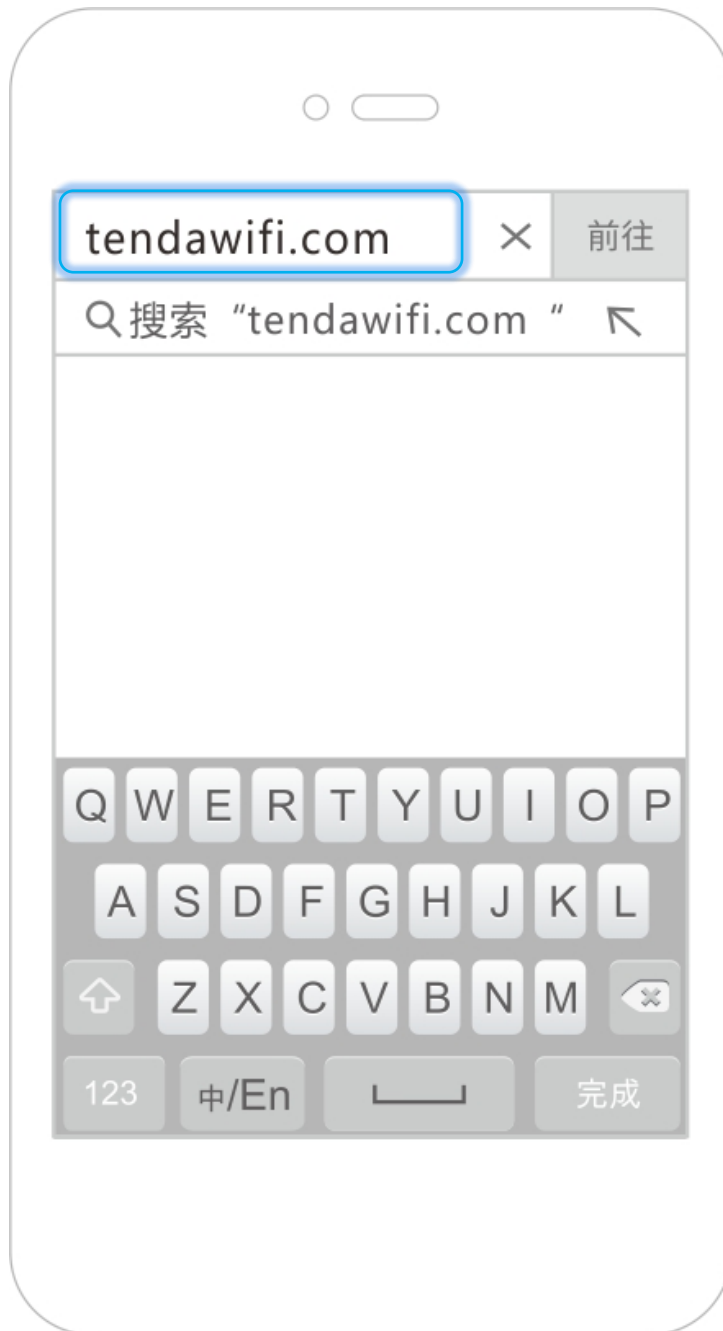 tendawifi.com × 前往
搜索 “tendawifi.com “
Q W E R T Y U I O P
A S D F G H J K L
Z X C V B N M
123 中/En 完成